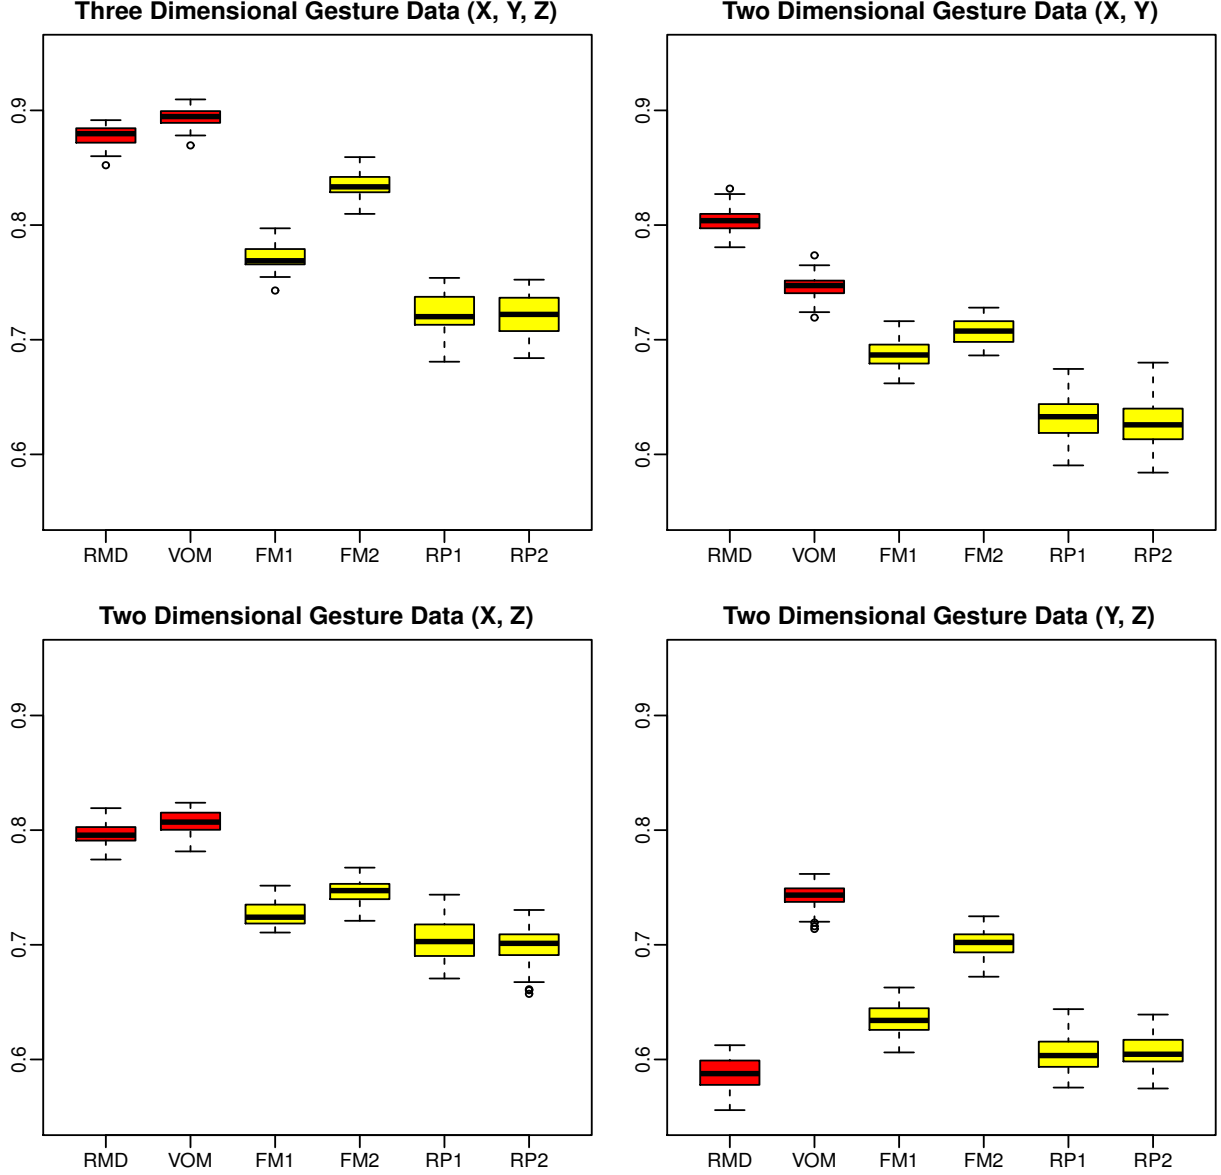 Three Dimensional Gesture Data (X, Y, Z)
0.9
0.8
0.7
0.6
RMD VOM FM1 FM2 RP1 RP2
Two Dimensional Gesture Data (X, Y)
0.9
0.8
0.7
0.6
RMD VOM FM1 FM2 RP1 RP2
Two Dimensional Gesture Data (X, Z)
0.9
0.8
0.7
0.6
RMD VOM FM1 FM2 RP1 RP2
Two Dimensional Gesture Data (Y, Z)
0.9
0.8
0.7
0.6
RMD VOM FM1 FM2 RP1 RP2